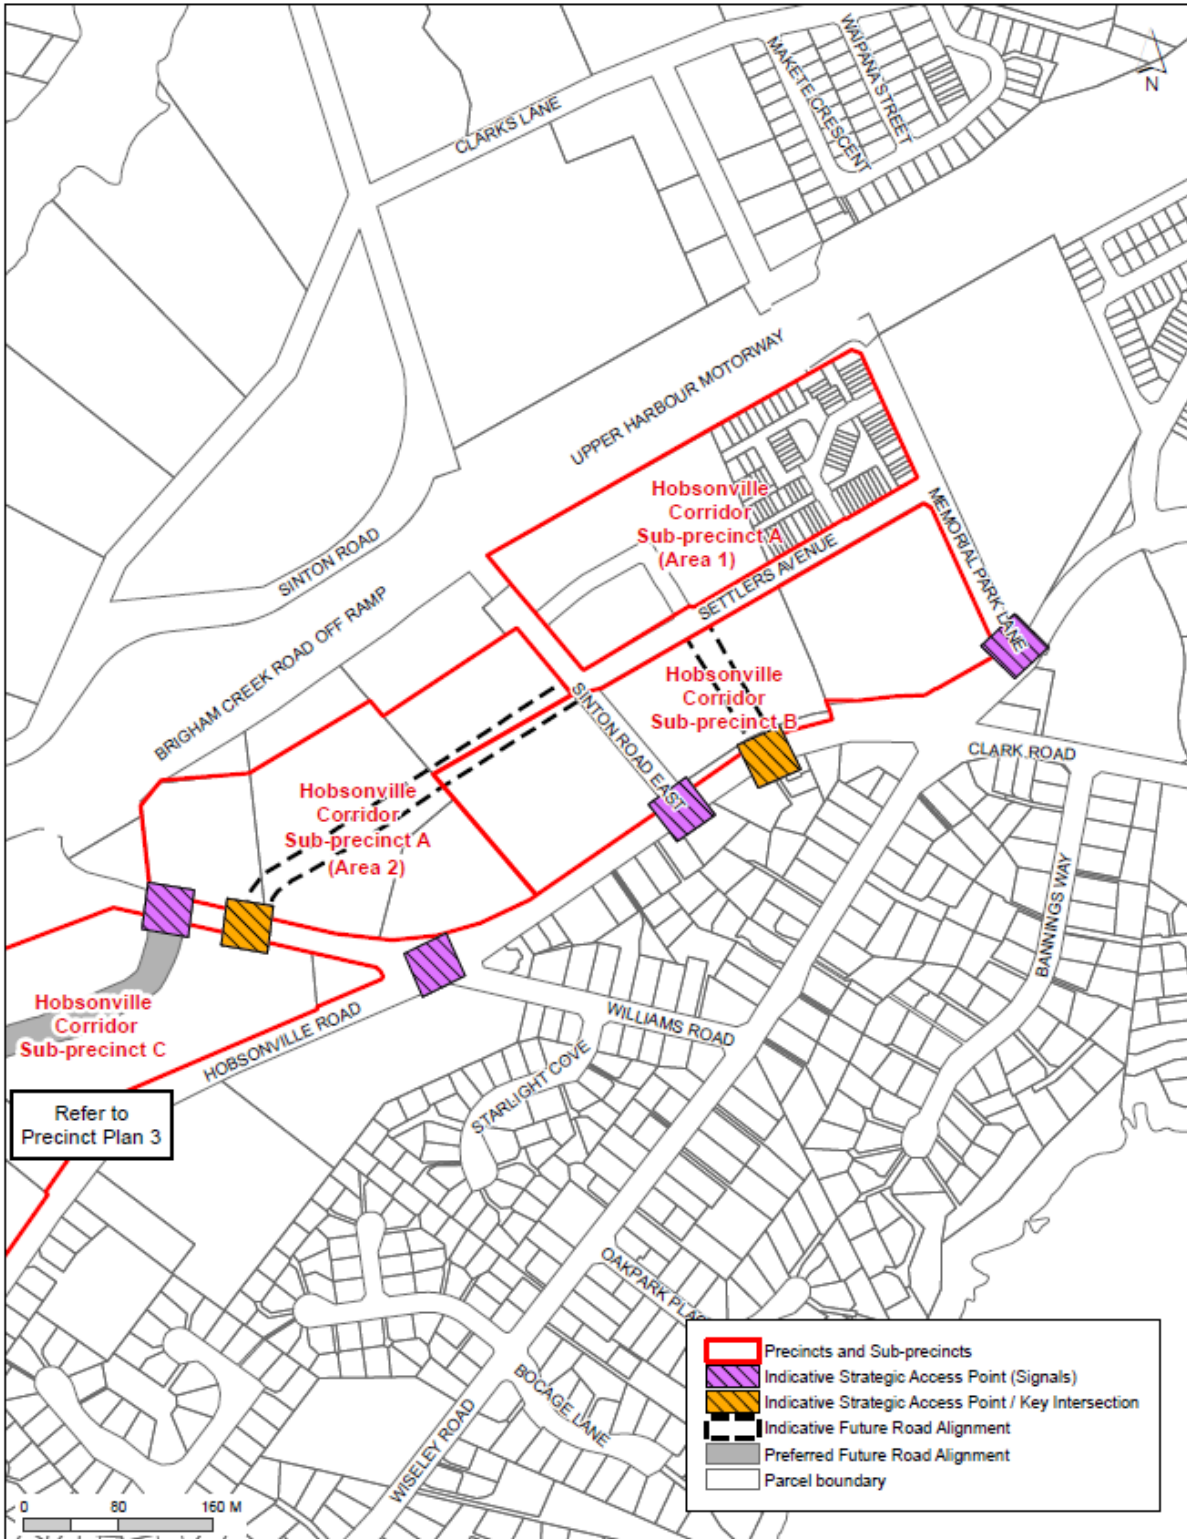 WAIPANA STREET
MAKETE CRESCENT
N
CLARKS LANE
UPPER HARBOUR MOTORWAY
Hobsonville
Corridor
Sub-precinct A
(Area 1)
MEMORIAL PARK LANE
SINTON ROAD
SETTLERS AVENUE
BRIGHAM CREEK ROAD OFF RAMP
Hobsonville
Corridor
Sub-precinct B
SINTON ROAD EAST
CLARK ROAD
Hobsonville
Corridor
Sub-precinct A
(Area 2)
BANNINGS WAY
Hobsonville
Corridor
Sub-precinct C
HOBSONVILLE ROAD
WILLIAMS ROAD
STARLIGHT COVE
Refer to
Precinct Plan 3
OAKPARK PLAC
BOCAGE LANE
WISELEY ROAD
Precincts and Sub-precincts
Indicative Strategic Access Point (Signals)
Indicative Strategic Access Point / Key Intersection
Indicative Future Road Alignment
Preferred Future Road Alignment
Parcel boundary
0 80 160 M